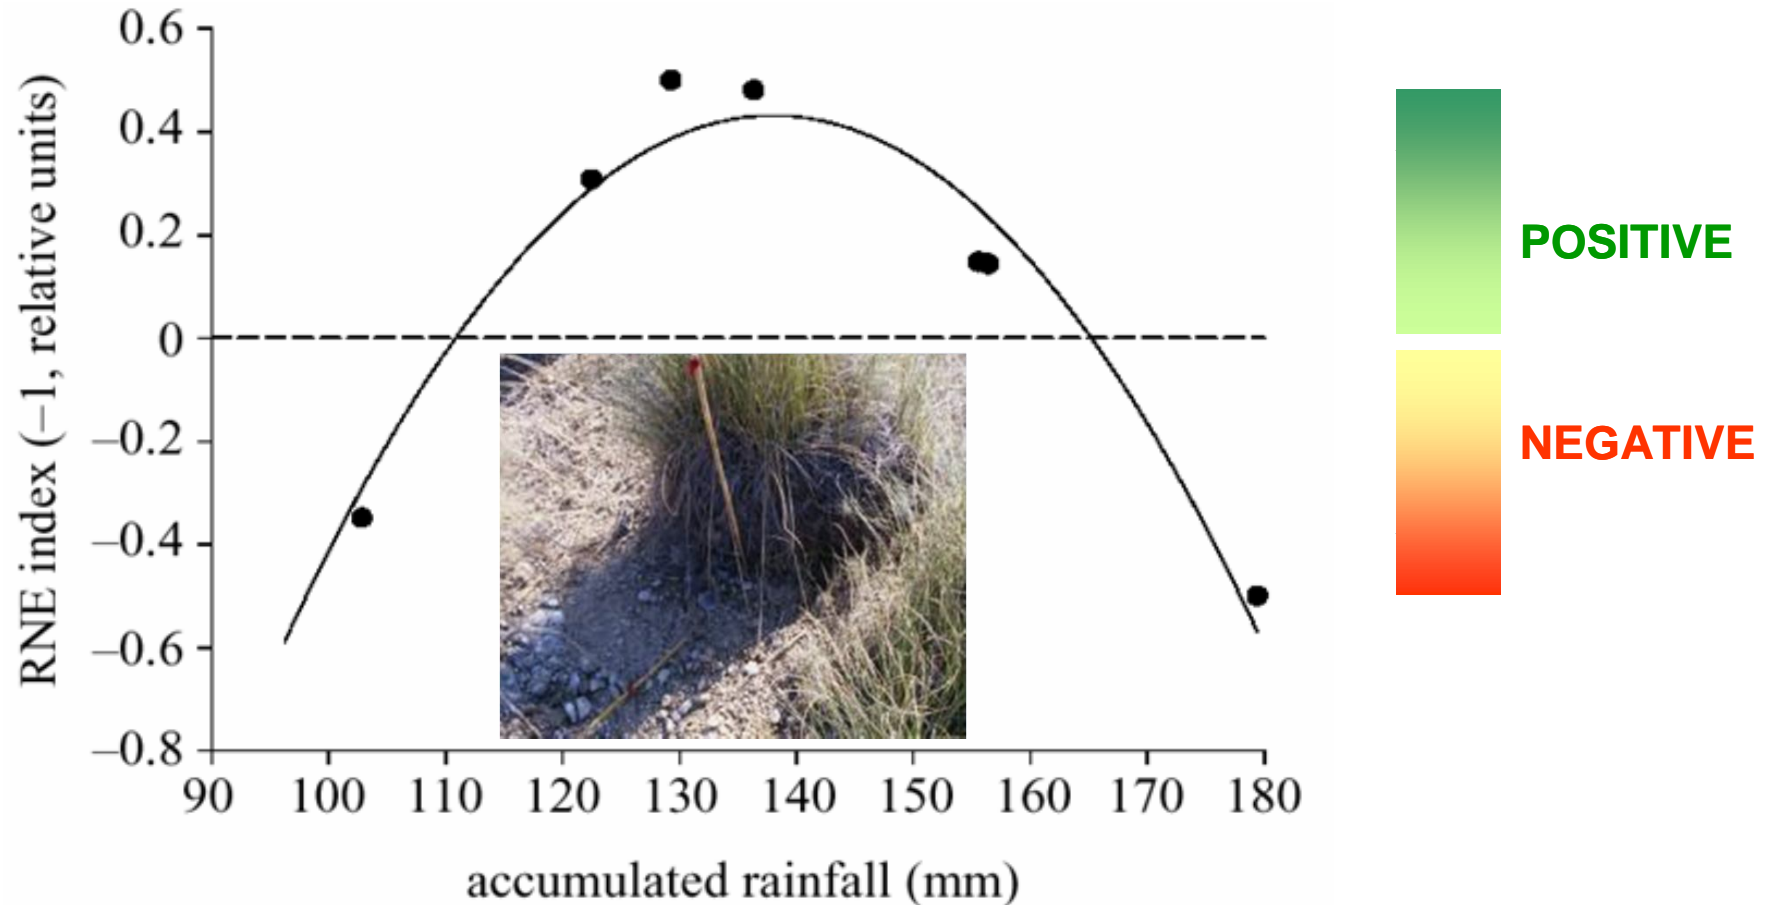 RNE index (−1, relative units)
0.6
0.4
0.2
0
−0.2
−0.4
−0.6
−0.8
90 100 110 120 130 140 150 160 170 180
accumulated rainfall (mm)
POSITIVE
NEGATIVE